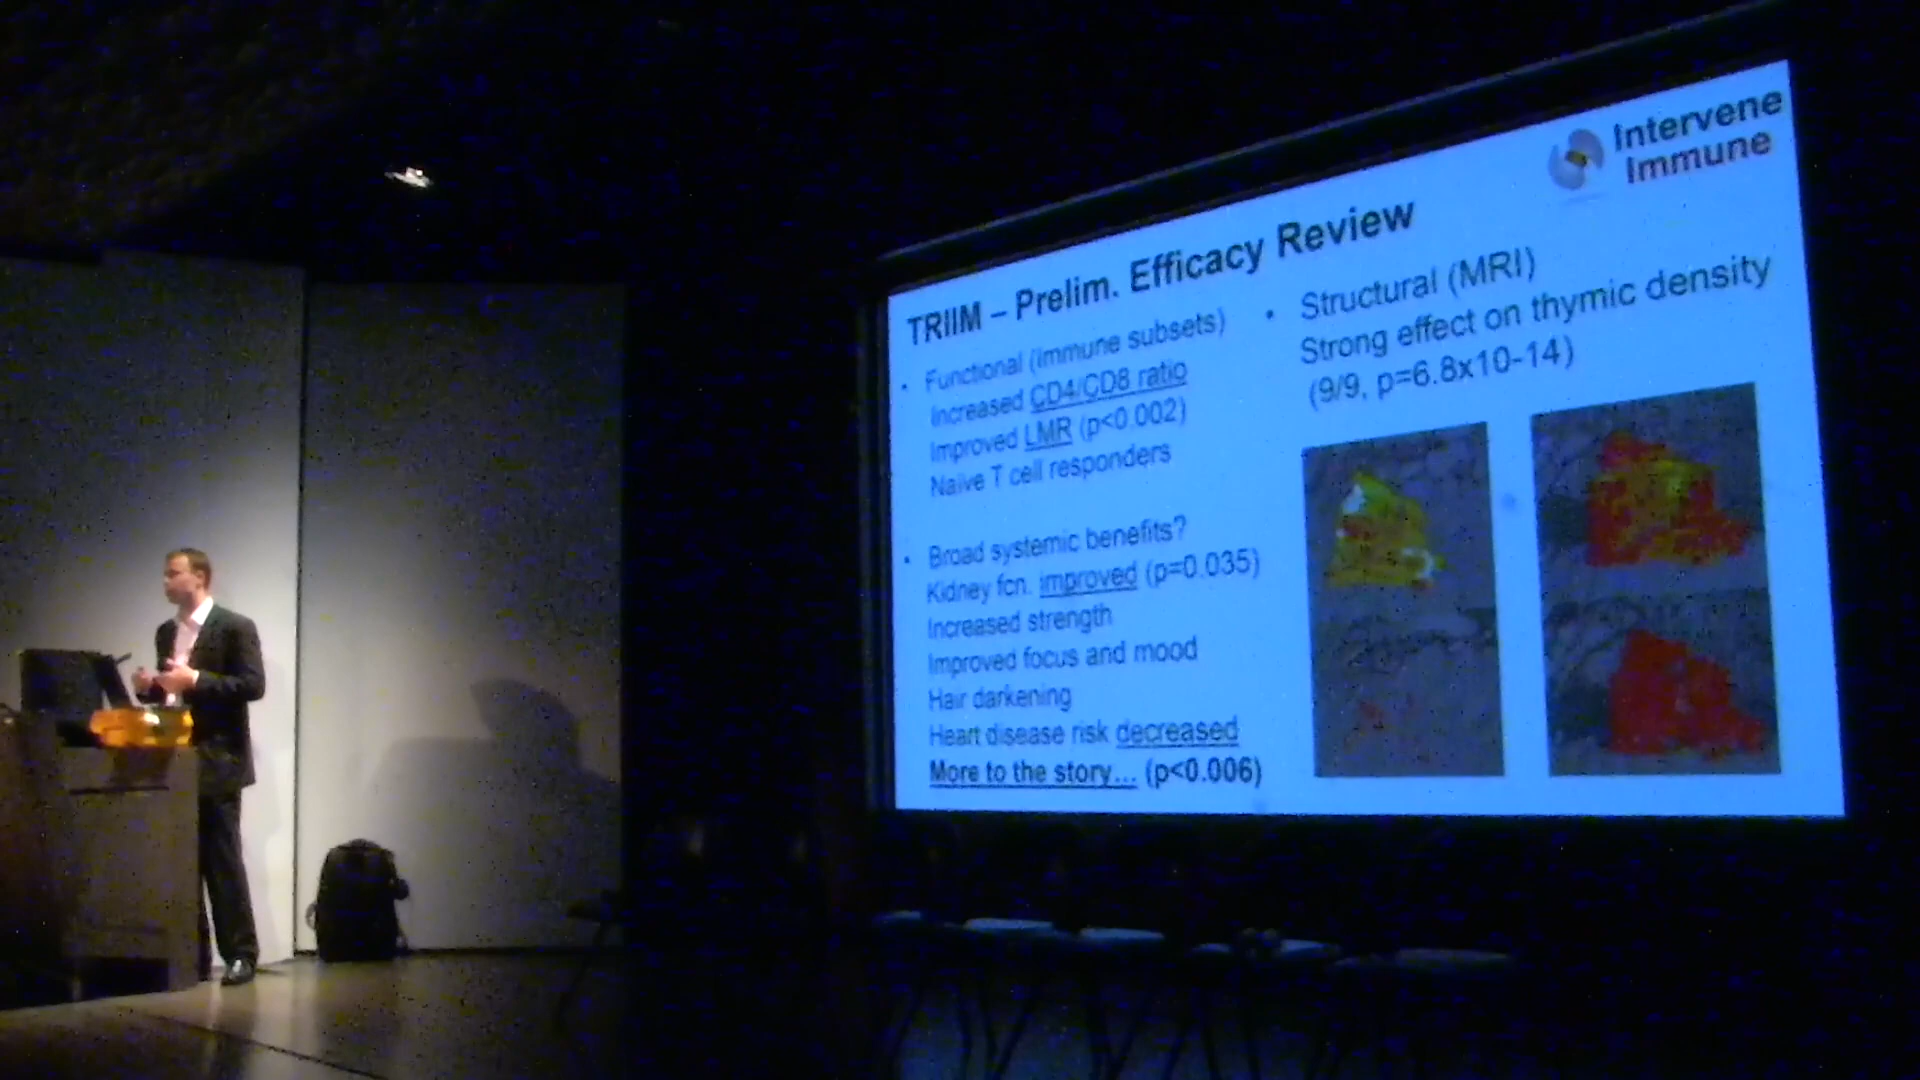 Intervene
Immune
TRIIM – Prelim. Efficacy Review
• Functional (immune subsets)
Increased CD4/CD8 ratio
Improved LMR (p<0.002)
Naïve T cell responders
• Broad systemic benefits?
Kidney fcn. improved (p=0.035)
Increased strength
Improved focus and mood
Hair darkening
Heart disease risk decreased
More to the story... (p<0.006)
• Structural (MRI)
Strong effect on thymic density
(9/9, p=6.8x10-14)